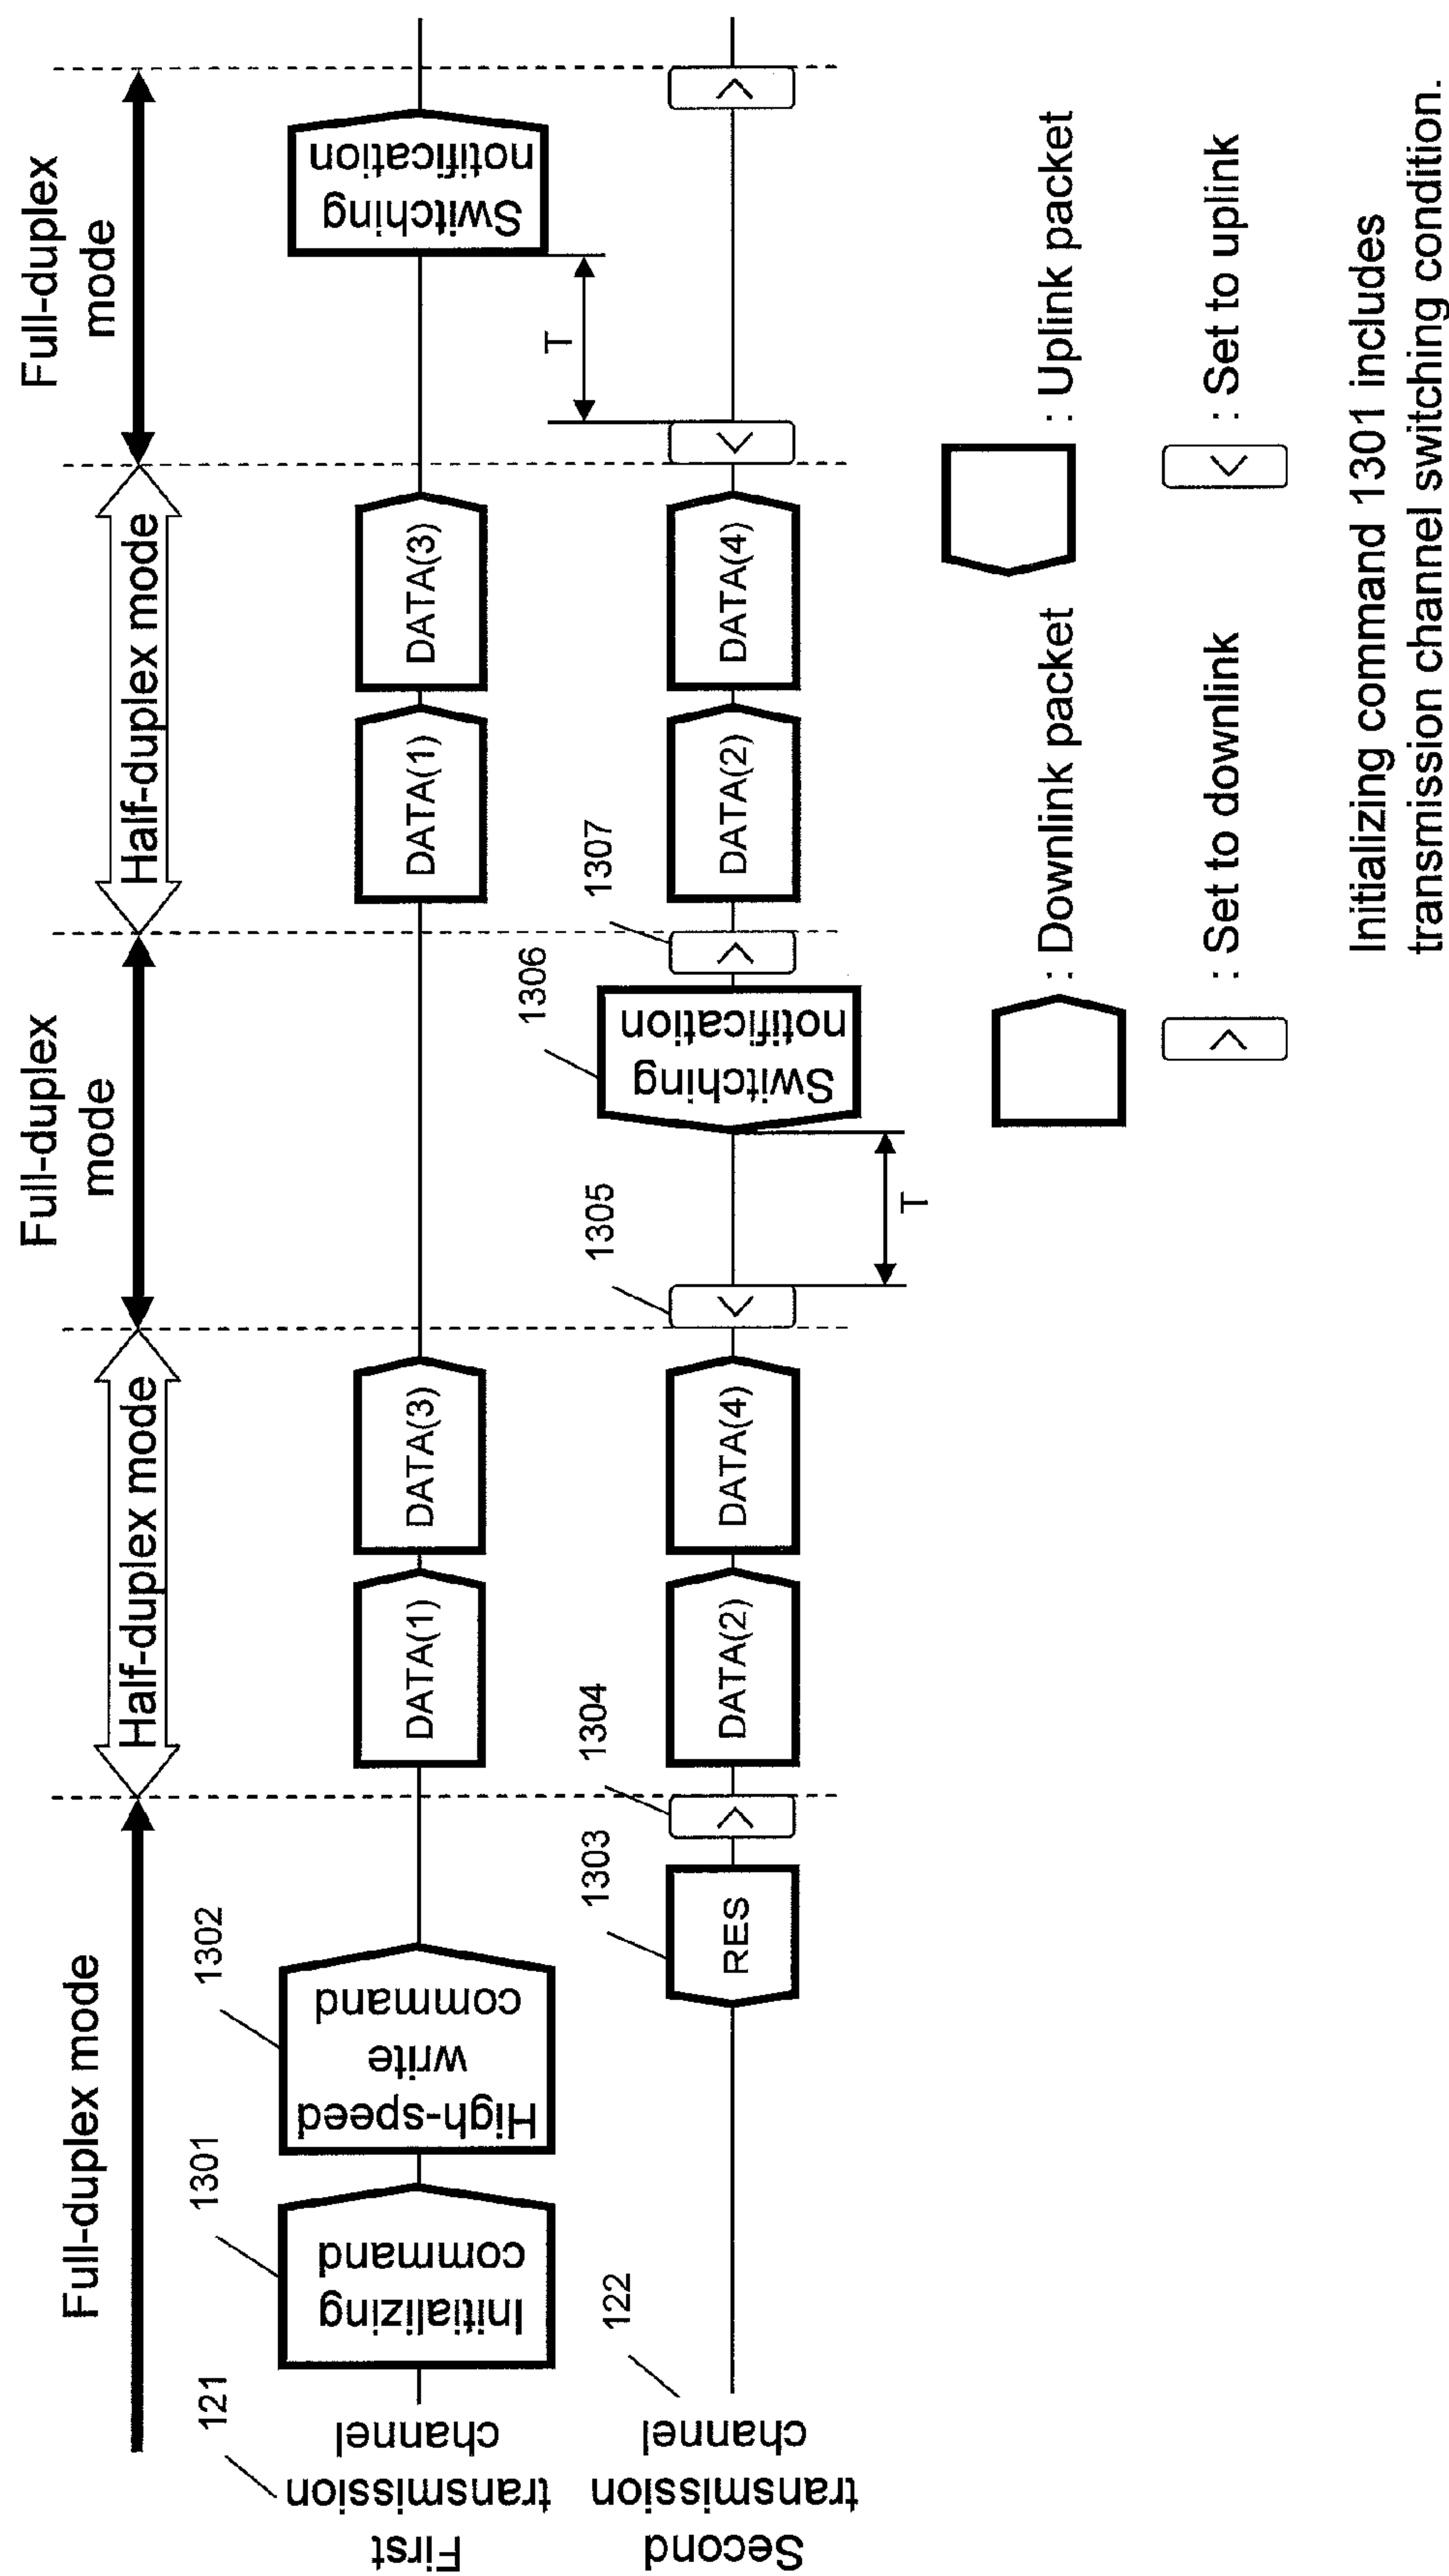 Full-duplex mode
Half-duplex mode
Full-duplex
mode
Half-duplex mode
Full-duplex
mode
121
First
transmission
channel
1301
Initializing
command
1302
High-speed
write
command
DATA(1)
DATA(3)
DATA(1)
DATA(3)
Switching
notification
T
122
Second
transmission
channel
1303
RES
1304
DATA(2)
DATA(4)
1305
T
1306
Switching
notification
1307
DATA(2)
DATA(4)
: Downlink packet
: Uplink packet
: Set to downlink
: Set to uplink
Initializing command 1301 includes
transmission channel switching condition.